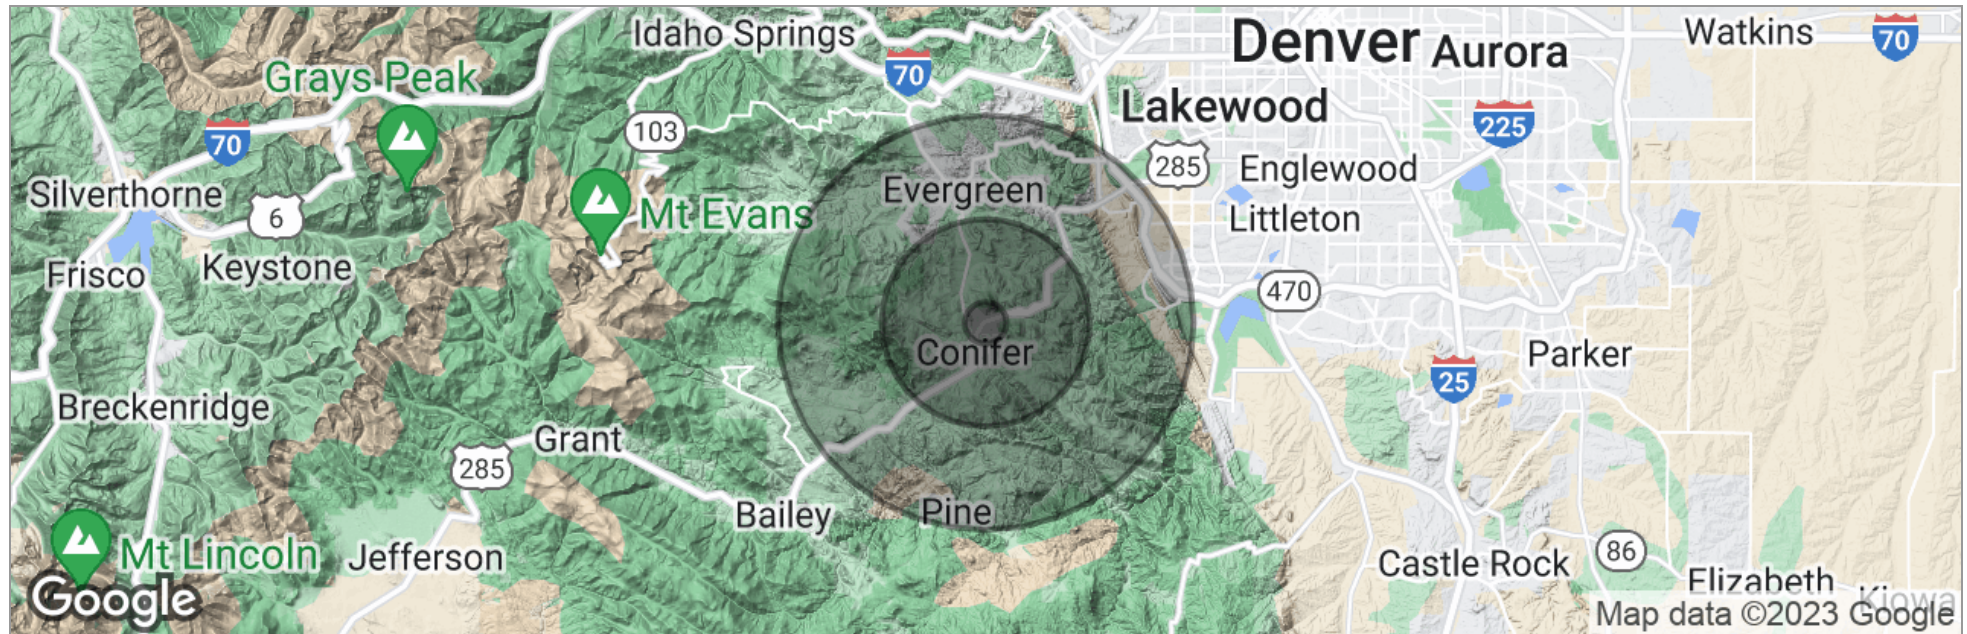 Idaho Springs
Denver
Aurora
Watkins
70
Grays Peak
70
Lakewood
225
103
70
285
Englewood
Silverthorne
Evergreen
6
Mt Evans
Littleton
Frisco
Keystone
470
Conifer
Parker
25
Breckenridge
Grant
285
Bailey
Pine
Mt Lincoln
Jefferson
Castle Rock
86
Elizabeth
Kiowa
Google
Map data ©2023 Google